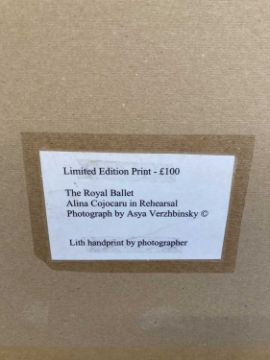 Limited Edition Print - £100
The Royal Ballet
Alina Cojocaru in Rehearsal
Photograph by Asya Verzhbinsky ©
Lith handprint by photographer